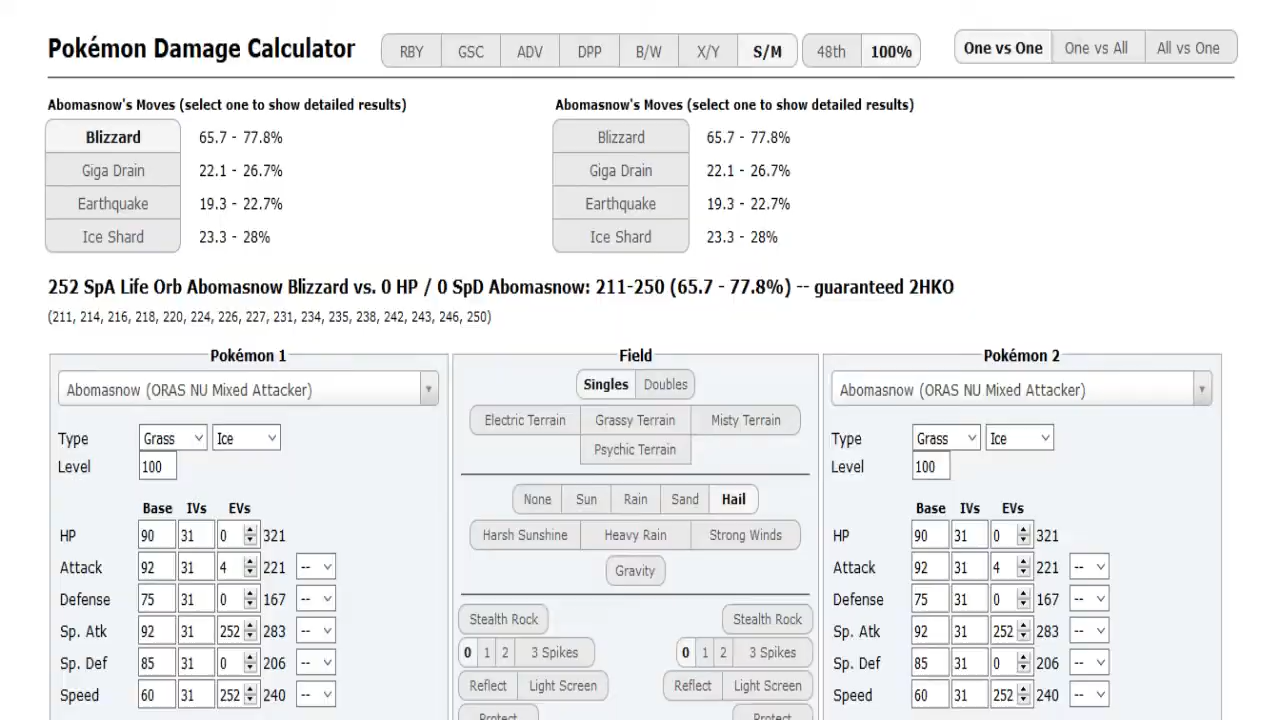 Pokémon Damage Calculator RBY GSC ADV DPP B/W X/Y S/M 48th 100% One vs One One vs All All vs One
Abomasnow's Moves (select one to show detailed results) Abomasnow's Moves (select one to show detailed results)
Blizzard 65.7 - 77.8% Blizzard 65.7 - 77.8%
Giga Drain 22.1 - 26.7% Giga Drain 22.1 - 26.7%
Earthquake 19.3 - 22.7% Earthquake 19.3 - 22.7%
Ice Shard 23.3 - 28% Ice Shard 23.3 - 28%
252 SpA Life Orb Abomasnow Blizzard vs. 0 HP / 0 SpD Abomasnow: 211-250 (65.7 - 77.8%) -- guaranteed 2HKO
(211, 214, 216, 218, 220, 224, 226, 227, 231, 234, 235, 238, 242, 243, 246, 250)
Pokémon 1
Abomasnow (ORAS NU Mixed Attacker)
Type Grass Ice
Level 100
Base IVs EVs
HP 90 31 0 321
Attack 92 31 4 221 --
Defense 75 31 0 167 --
Sp. Atk 92 31 252 283 --
Sp. Def 85 31 0 206 --
Speed 60 31 252 240 --
Field
Singles Doubles
Electric Terrain Grassy Terrain Misty Terrain
Psychic Terrain
None Sun Rain Sand Hail
Harsh Sunshine Heavy Rain Strong Winds
Gravity
Stealth Rock Stealth Rock
0 1 2 3 Spikes 0 1 2 3 Spikes
Reflect Light Screen Reflect Light Screen
Protect Protect
Pokémon 2
Abomasnow (ORAS NU Mixed Attacker)
Type Grass Ice
Level 100
Base IVs EVs
HP 90 31 0 321
Attack 92 31 4 221 --
Defense 75 31 0 167 --
Sp. Atk 92 31 252 283 --
Sp. Def 85 31 0 206 --
Speed 60 31 252 240 --